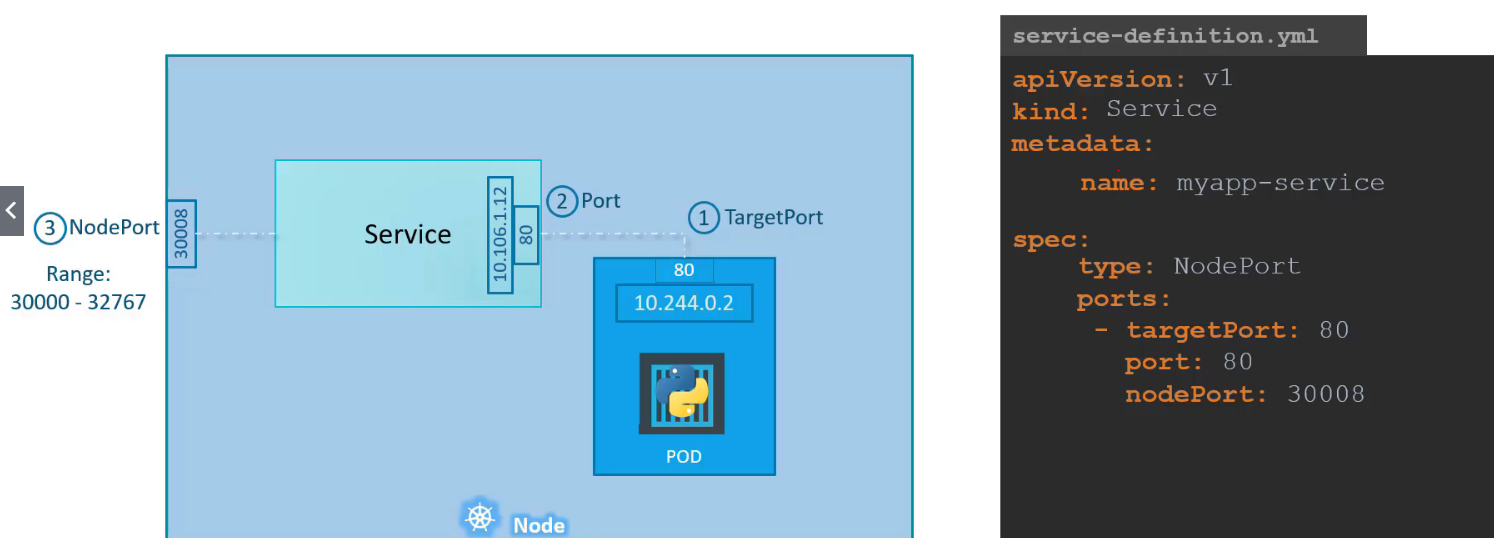 3 NodePort
Range:
30000 - 32767
30008
Service
10.106.1.12
80
2 Port
1 TargetPort
80
10.244.0.2
POD
Node
service-definition.yml
apiVersion: v1
kind: Service
metadata:
name: myapp-service
spec:
type: NodePort
ports:
- targetPort: 80
port: 80
nodePort: 30008